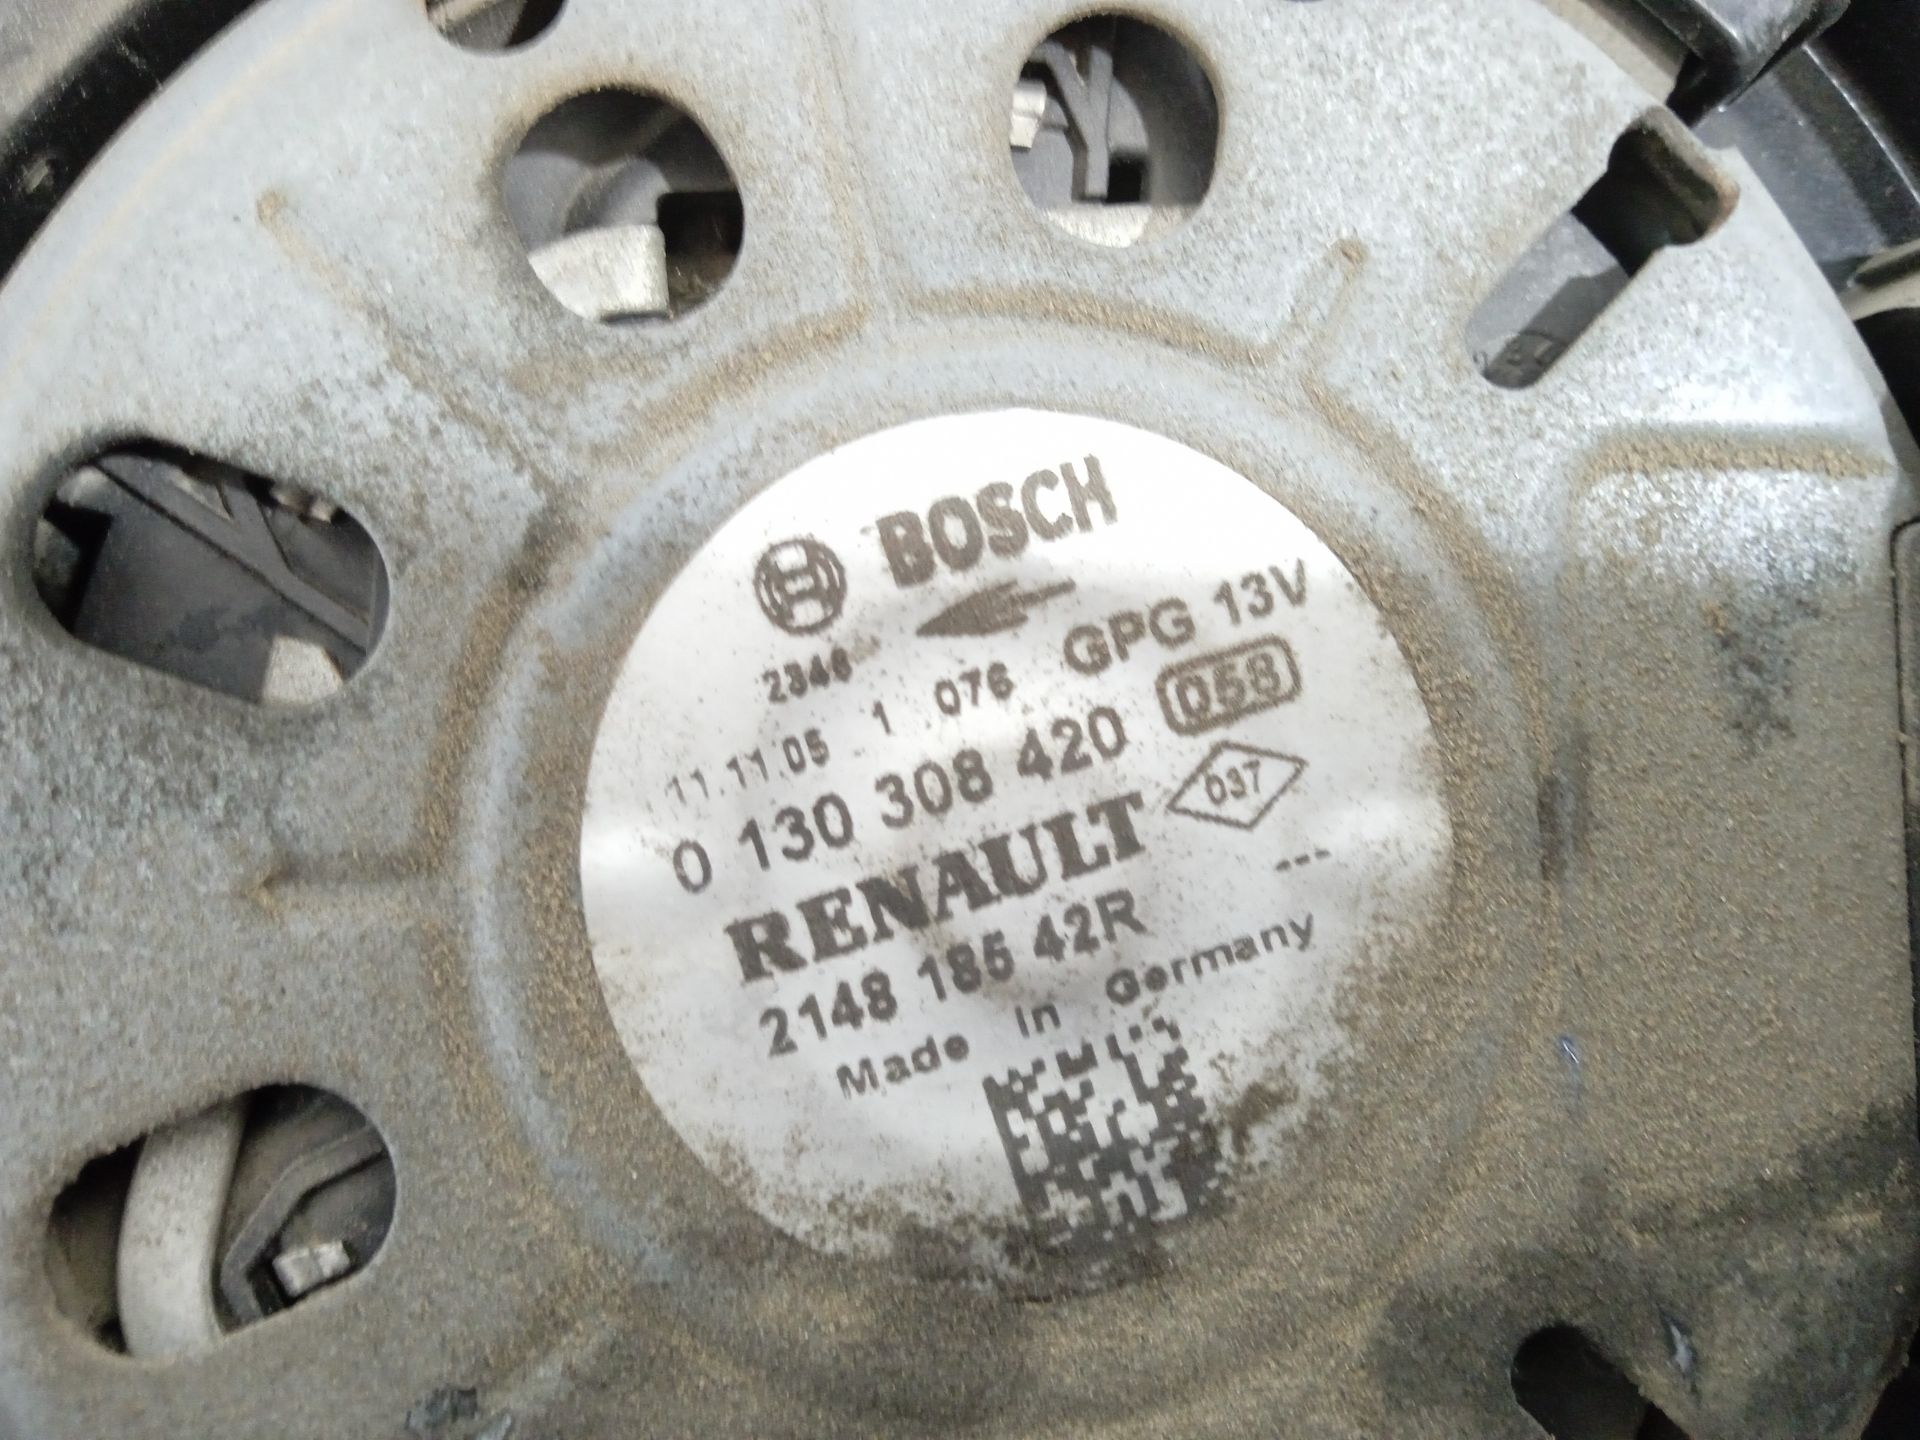 BOSCH
GPG 13V
2346
11.11.05 1 076 058
0 130 308 420
RENAULT 037
2148 185 42R
---
Made in Germany